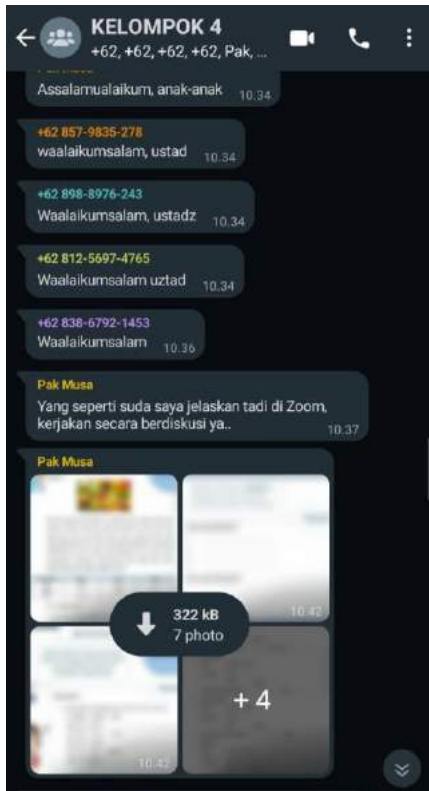 KELOMPOK 4
+62, +62, +62, +62, Pak, ...
Assalamualaikum, anak-anak 10.34
+62 857-9835-278
waalaikumsalam, ustad 10.34
+62 898-8976-243
Waalaikumsalam, ustadz 10.34
+62 812-5697-4765
Waalaikumsalam uztad 10.34
+62 838-6792-1453
Waalaikumsalam 10.36
Pak Musa
Yang seperti suda saya jelaskan tadi di Zoom,
kerjakan secara berdiskusi ya.. 10.37
Pak Musa
322 kB
7 photo
10.42
+ 4
10.42